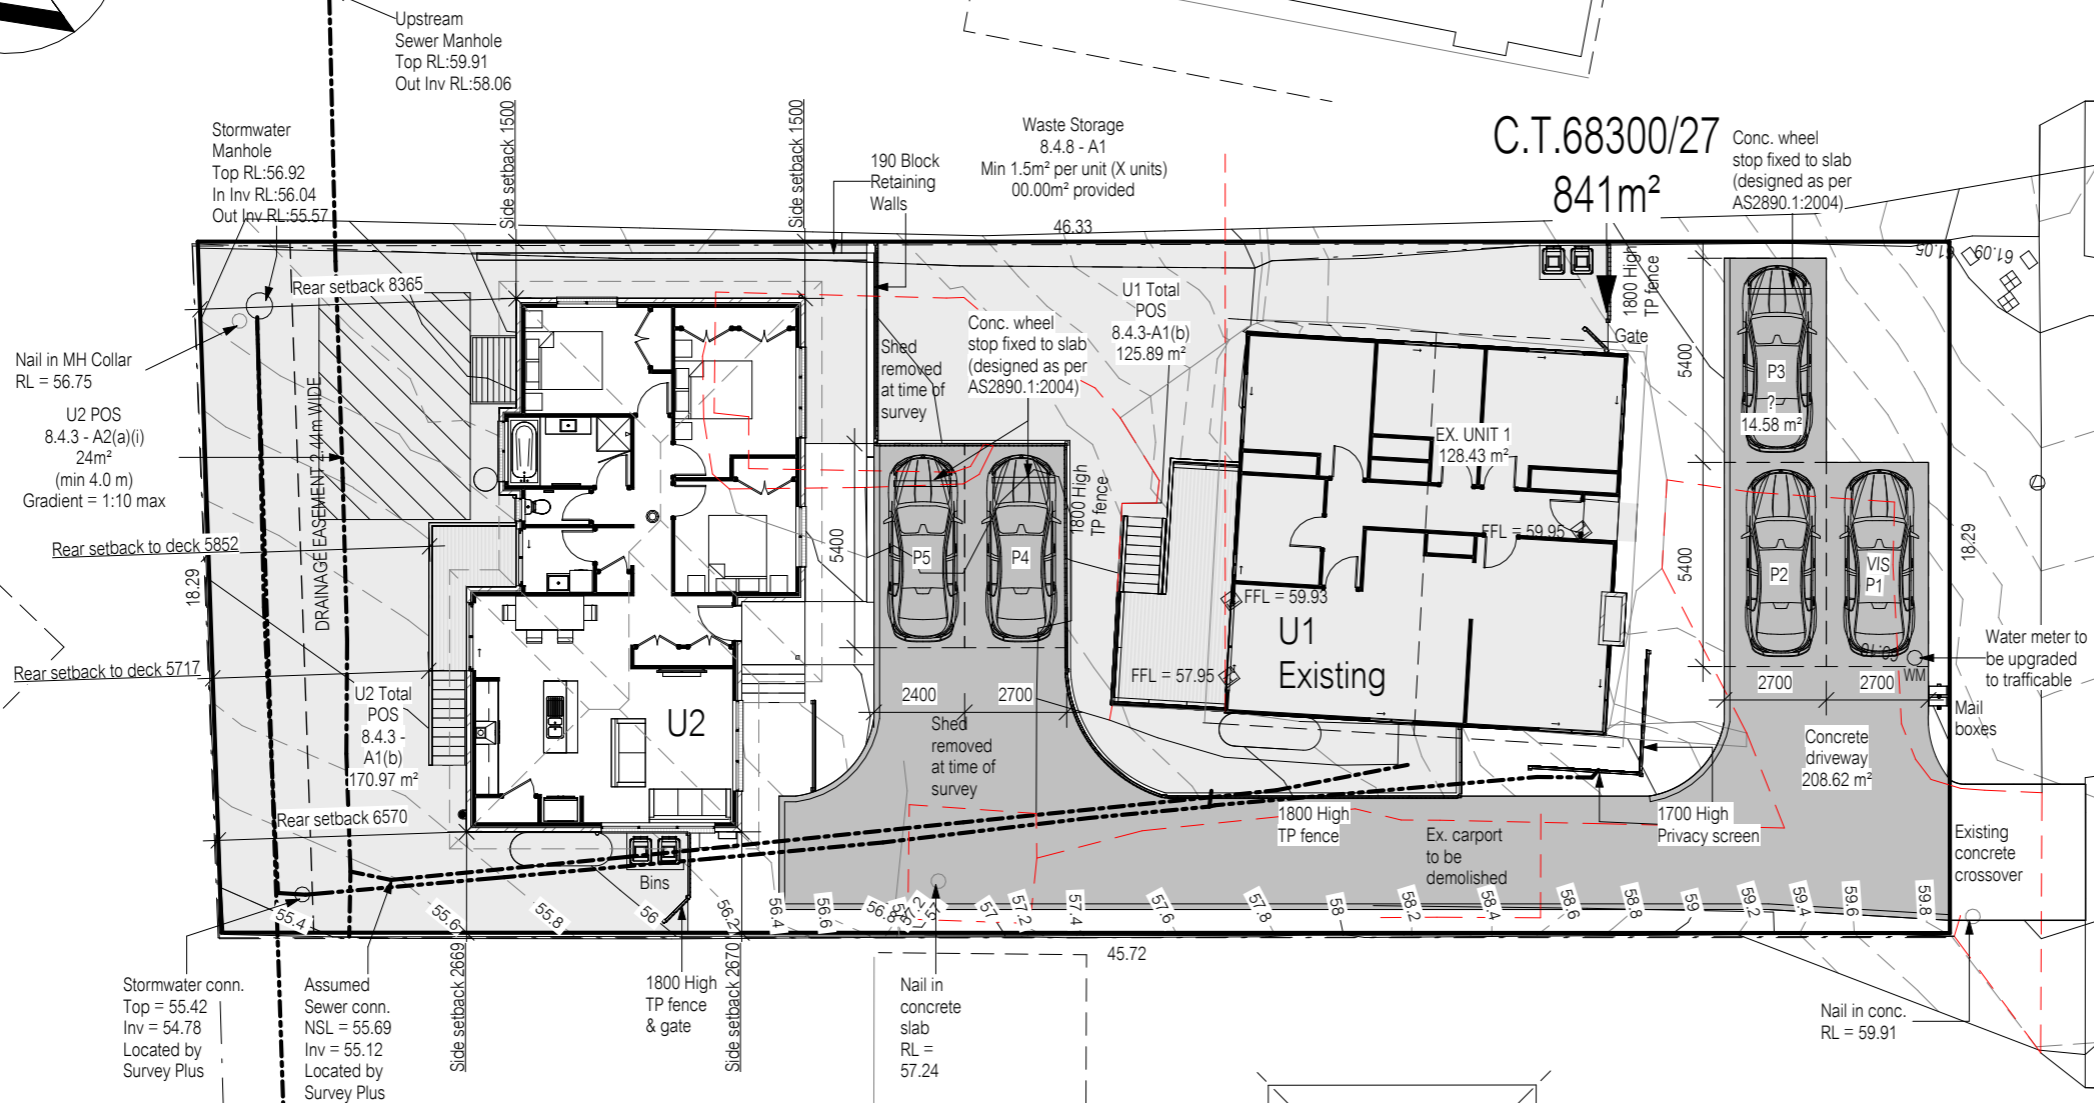 Upstream
Sewer Manhole
Top RL:59.91
Out Inv RL:58.06
Stormwater
Manhole
Top RL:56.92
In Inv RL:56.04
Out Inv RL:55.57
Side setback 1500
Side setback 1500
190 Block
Retaining
Walls
Waste Storage
8.4.8 - A1
Min 1.5m² per unit (X units)
00.00m² provided
C.T.68300/27
841m²
Conc. wheel
stop fixed to slab
(designed as per
AS2890.1:2004)
46.33
61.05
61.09
Rear setback 8365
1800 High
TP fence
Gate
U1 Total
POS
8.4.3-A1(b)
125.89 m²
Conc. wheel
stop fixed to slab
(designed as per
AS2890.1:2004)
Shed
removed
at time of
survey
Nail in MH Collar
RL = 56.75
U2 POS
8.4.3 - A2(a)(i)
24m²
(min 4.0 m)
Gradient = 1:10 max
DRAINAGE EASEMENT 2.44m WIDE
5400
P3
?
14.58 m²
EX. UNIT 1
128.43 m²
1800 High
TP fence
FFL = 59.95
Rear setback to deck 5852
18.29
5400
P5
P4
5400
P2
VIS
P1
18.29
FFL = 59.93
U1
Existing
FFL = 57.95
60.10
WM
Water meter to
be upgraded
to trafficable
Rear setback to deck 5717
U2 Total
POS
8.4.3 -
A1(b)
170.97 m²
U2
2400
2700
2700
2700
Mail
boxes
Shed
removed
at time of
survey
Concrete
driveway
208.62 m²
Rear setback 6570
1800 High
TP fence
Ex. carport
to be
demolished
1700 High
Privacy screen
Existing
concrete
crossover
Bins
55.4
55.6
55.8
56
56.2
56.4
56.6
56.8
57.2
57
57.2
57.4
57.6
57.8
58
58.2
58.4
58.6
58.8
59
59.2
59.4
59.6
59.8
45.72
Stormwater conn.
Top = 55.42
Inv = 54.78
Located by
Survey Plus
Assumed
Sewer conn.
NSL = 55.69
Inv = 55.12
Located by
Survey Plus
Side setback 2669
1800 High
TP fence
& gate
Side setback 2670
Nail in
concrete
slab
RL =
57.24
Nail in conc.
RL = 59.91